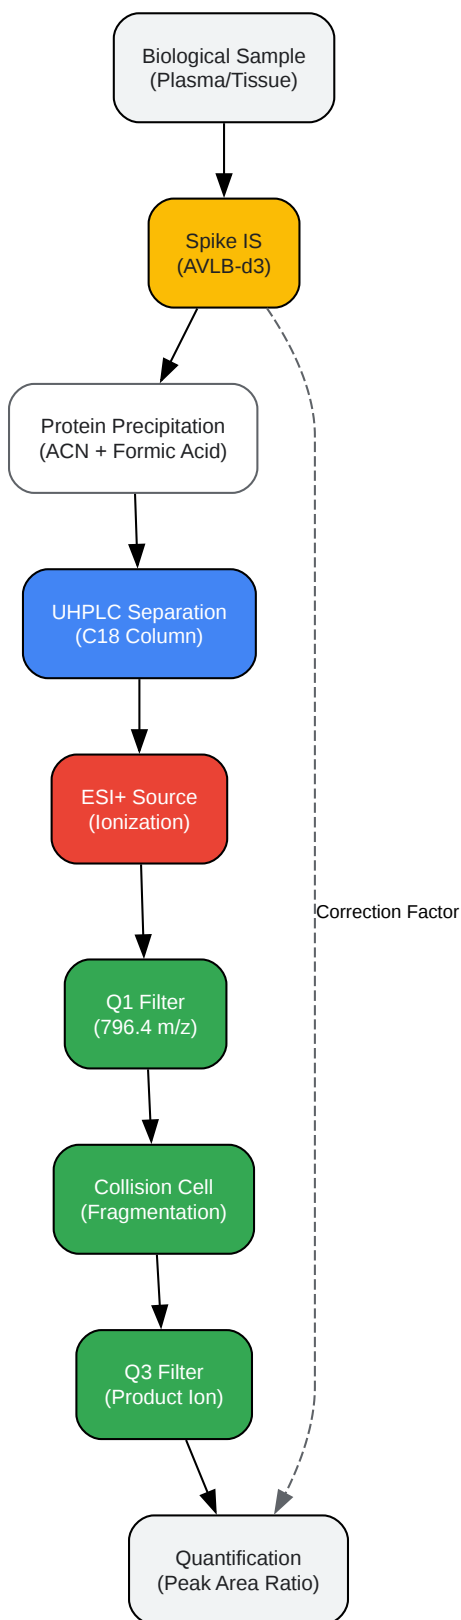 Biological Sample
(Plasma/Tissue)
Spike IS
(AVLB-d3)
Protein Precipitation
(ACN + Formic Acid)
UHPLC Separation
(C18 Column)
ESI+ Source
(Ionization)
Correction Factor
Q1 Filter
(796.4 m/z)
Collision Cell
(Fragmentation)
Q3 Filter
(Product Ion)
Quantification
(Peak Area Ratio)